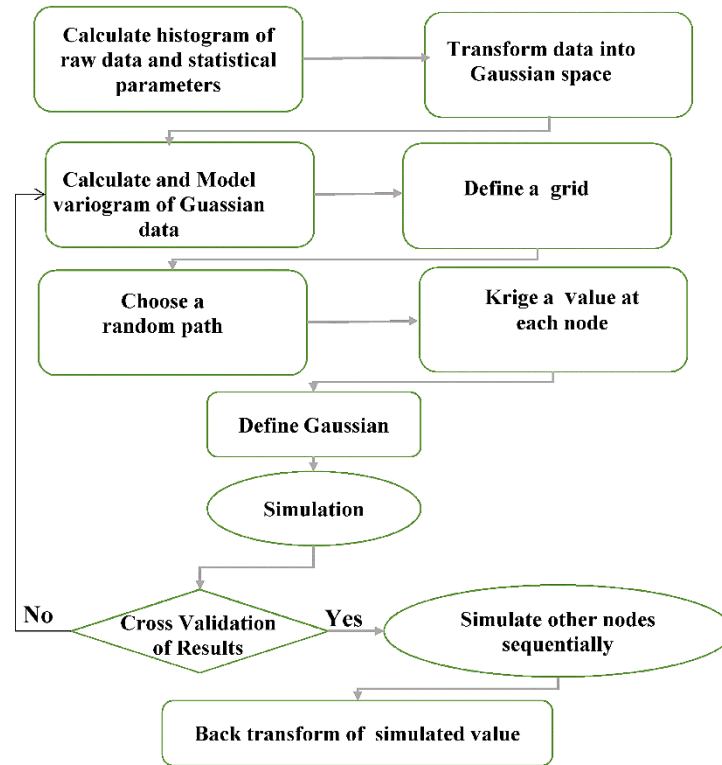 Calculate histogram of
raw data and statistical
parameters
Transform data into
Gaussian space
Calculate and Model
variogram of Guassian
data
Define a grid
Choose a
random path
Krige a value at
each node
Define Gaussian
Simulation
Cross Validation
of Results
No
Yes
Simulate other nodes
sequentially
Back transform of simulated value